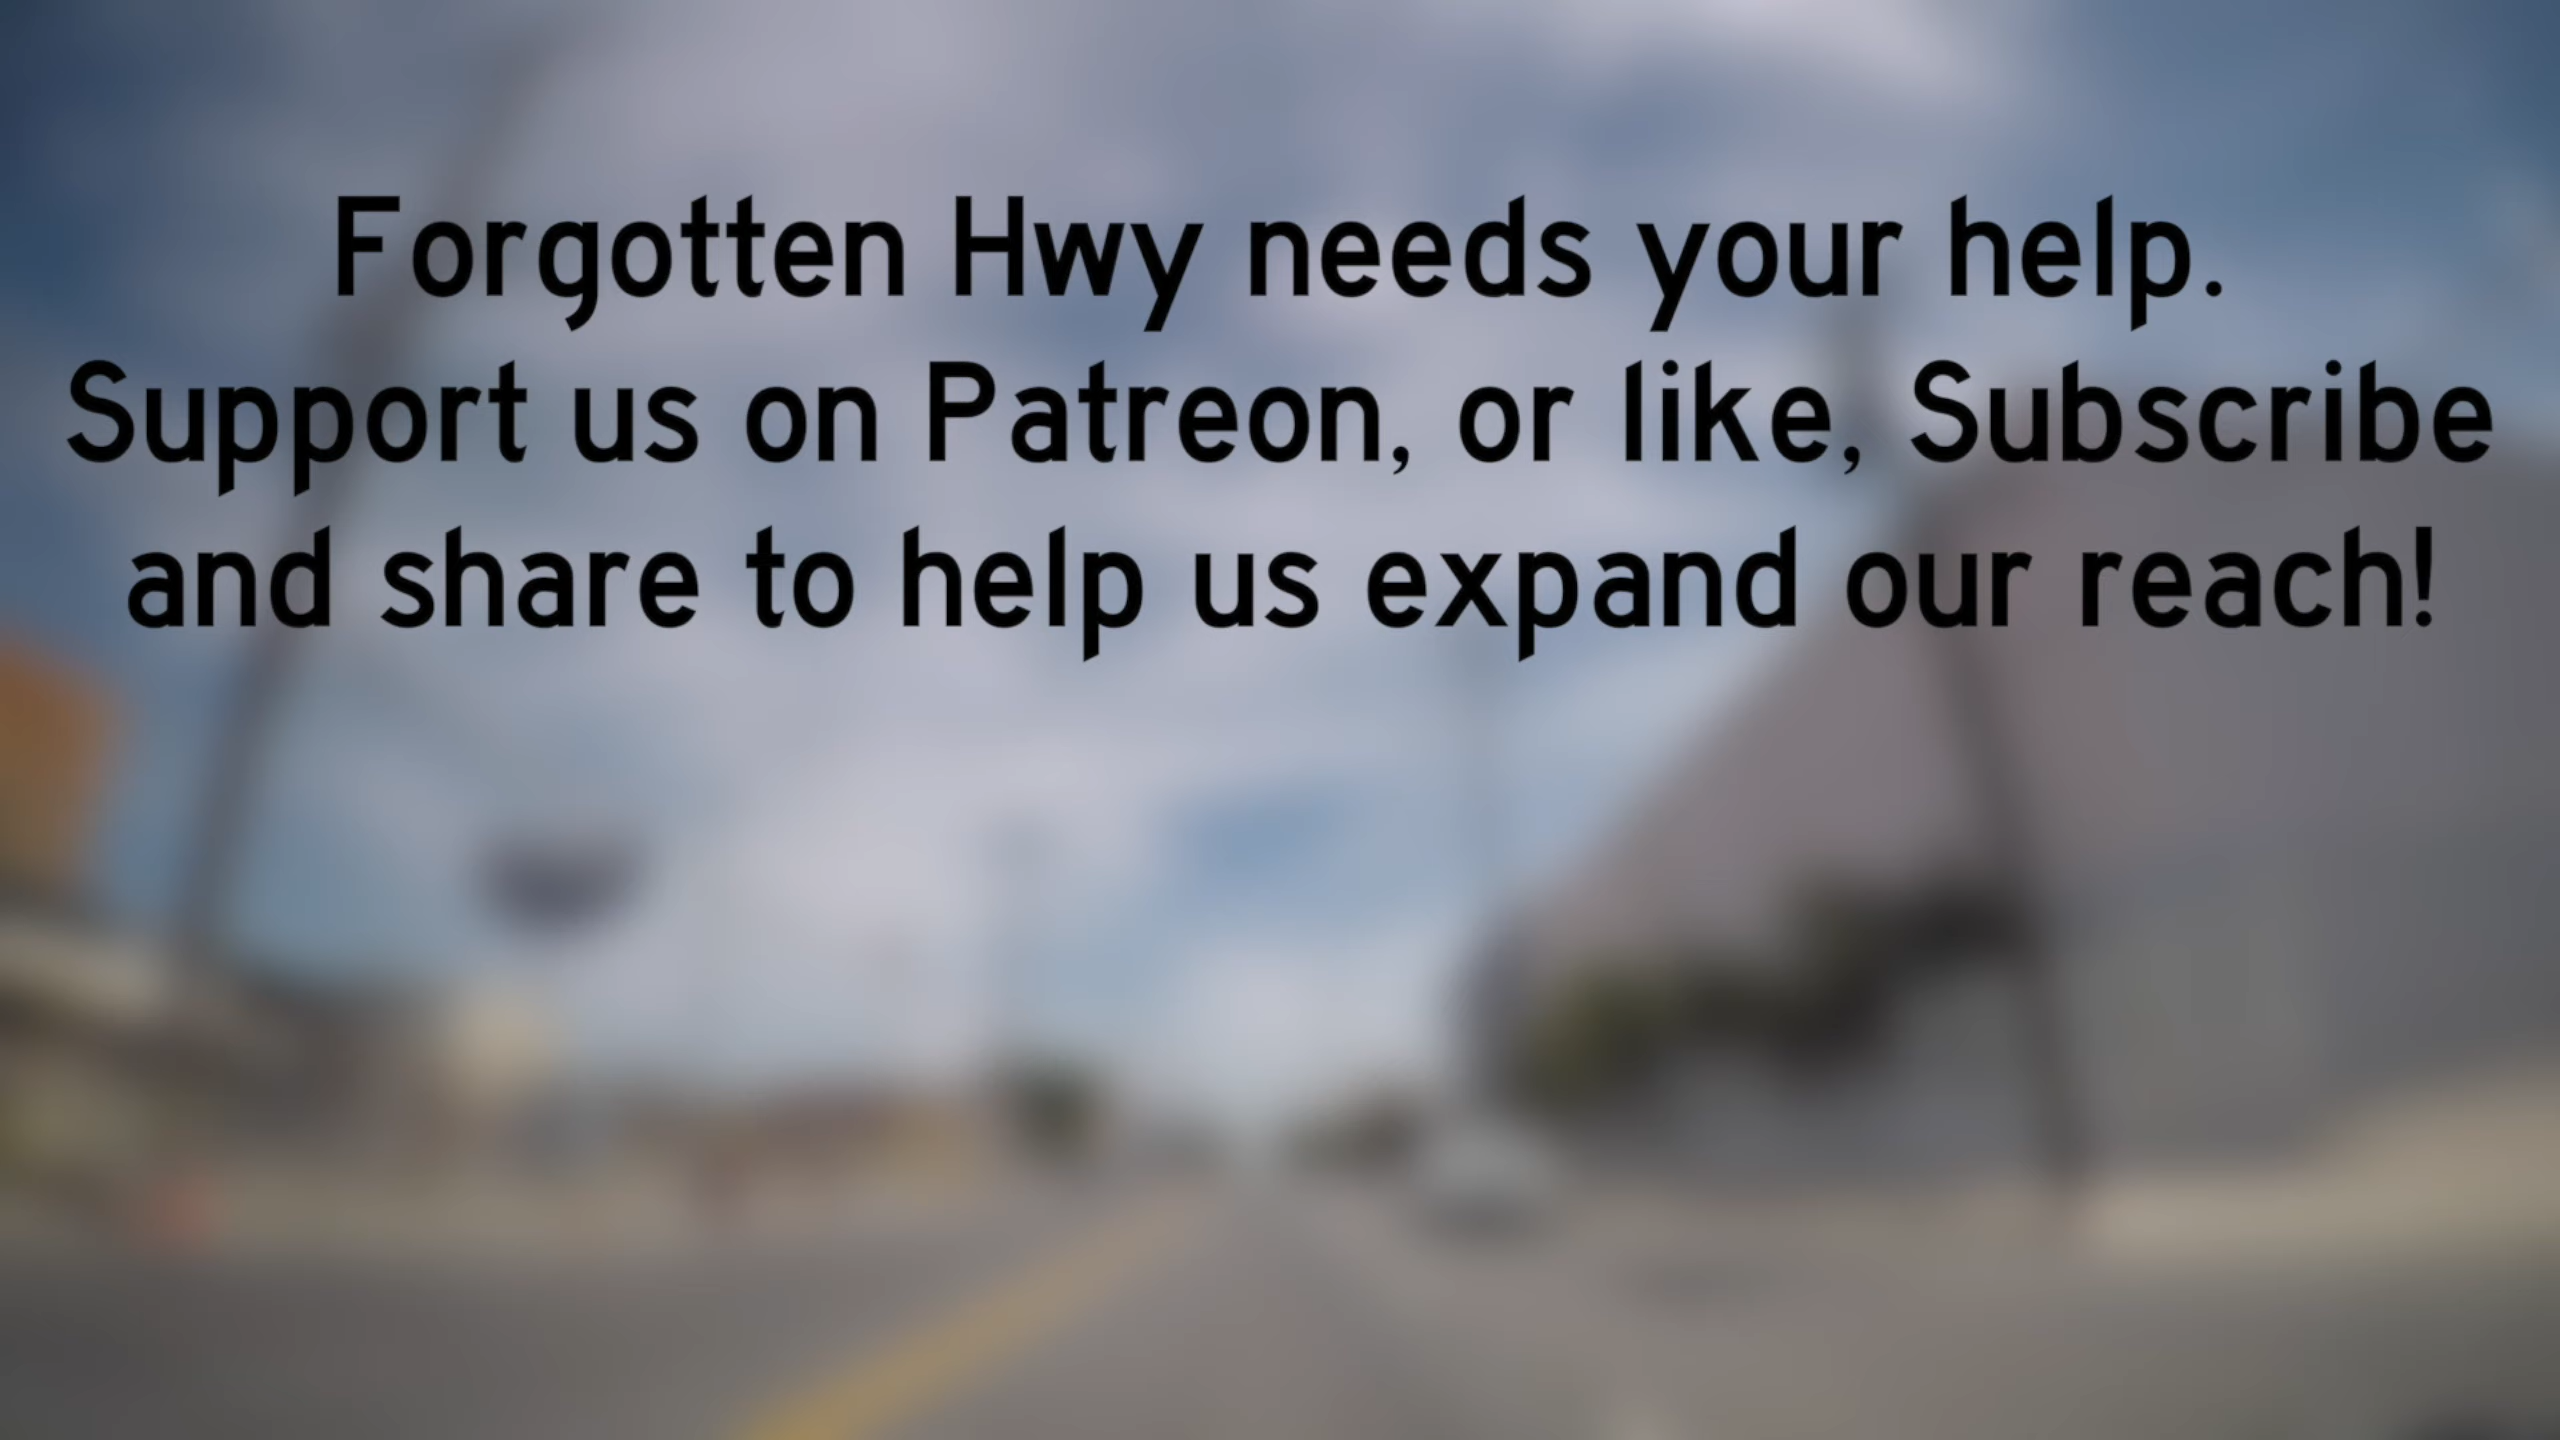 Forgotten Hwy needs your help.
Support us on Patreon, or like, Subscribe
and share to help us expand our reach!